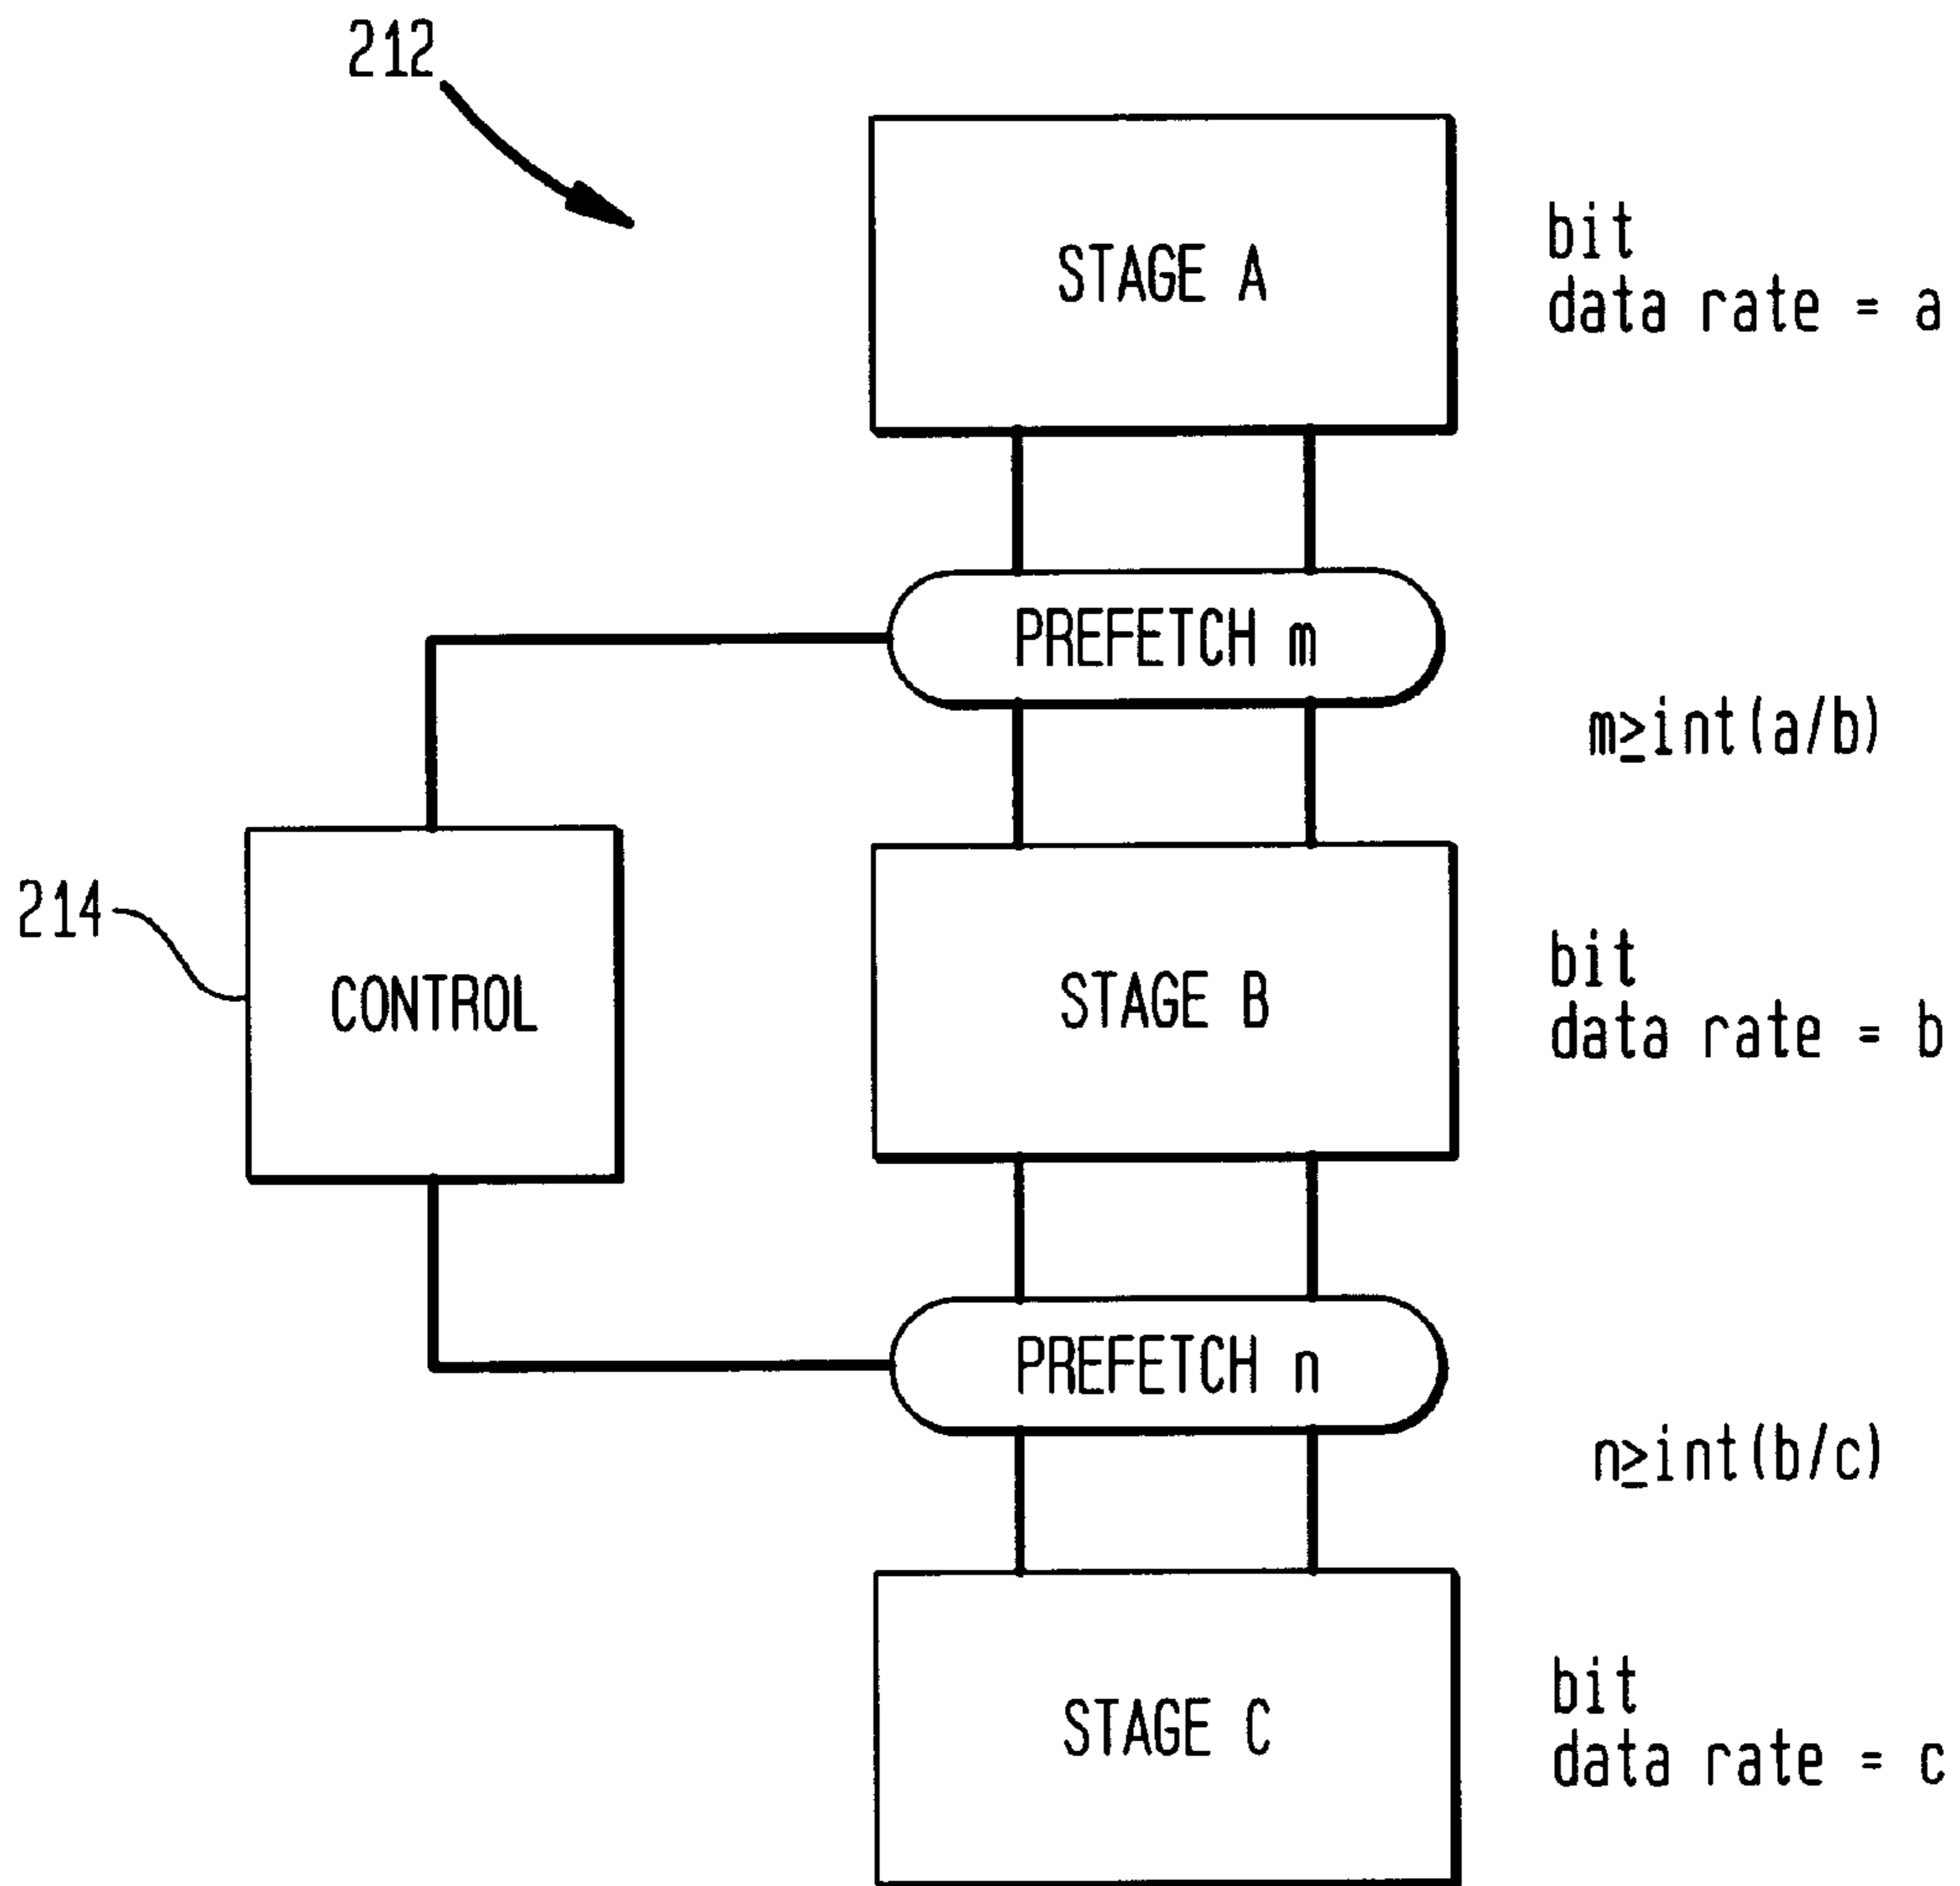 212
STAGE A
bit
data rate = a
PREFETCH m
m≥int(a/b)
214
CONTROL
STAGE B
bit
data rate = b
PREFETCH n
n≥int(b/c)
STAGE C
bit
data rate = c